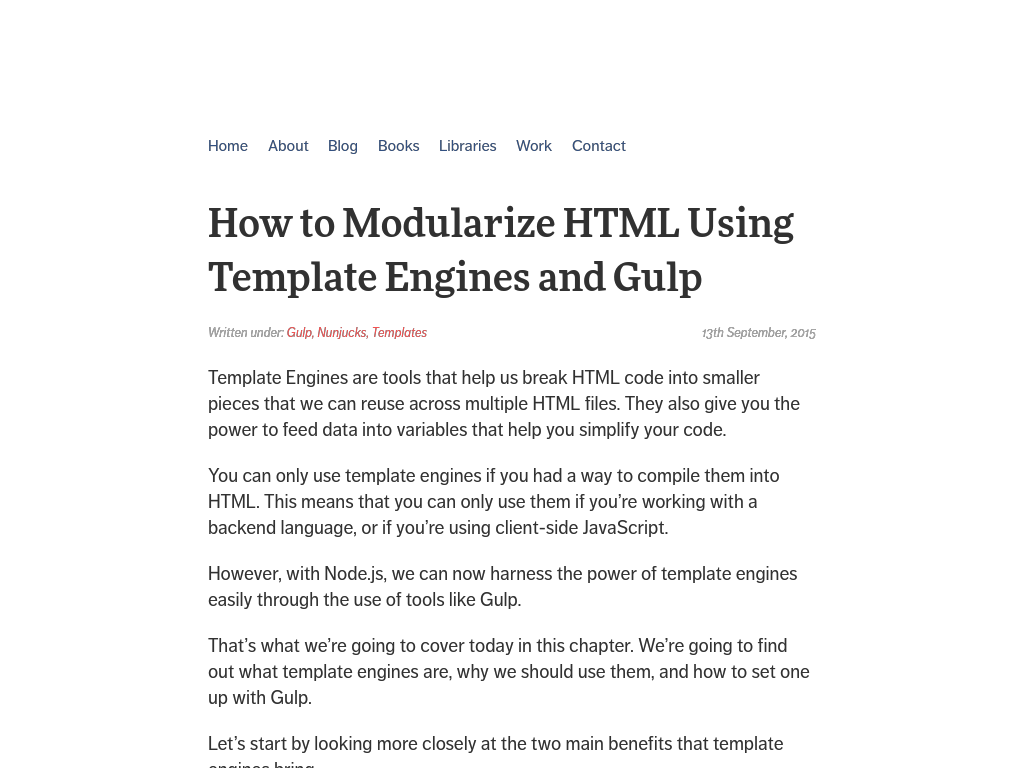 Home About Blog Books Libraries Work Contact
How to Modularize HTML Using
Template Engines and Gulp
Written under: Gulp, Nunjucks, Templates 13th September, 2015
Template Engines are tools that help us break HTML code into smaller
pieces that we can reuse across multiple HTML files. They also give you the
power to feed data into variables that help you simplify your code.
You can only use template engines if you had a way to compile them into
HTML. This means that you can only use them if you’re working with a
backend language, or if you’re using client-side JavaScript.
However, with Node.js, we can now harness the power of template engines
easily through the use of tools like Gulp.
That’s what we’re going to cover today in this chapter. We’re going to find
out what template engines are, why we should use them, and how to set one
up with Gulp.
Let’s start by looking more closely at the two main benefits that template
engines bring.